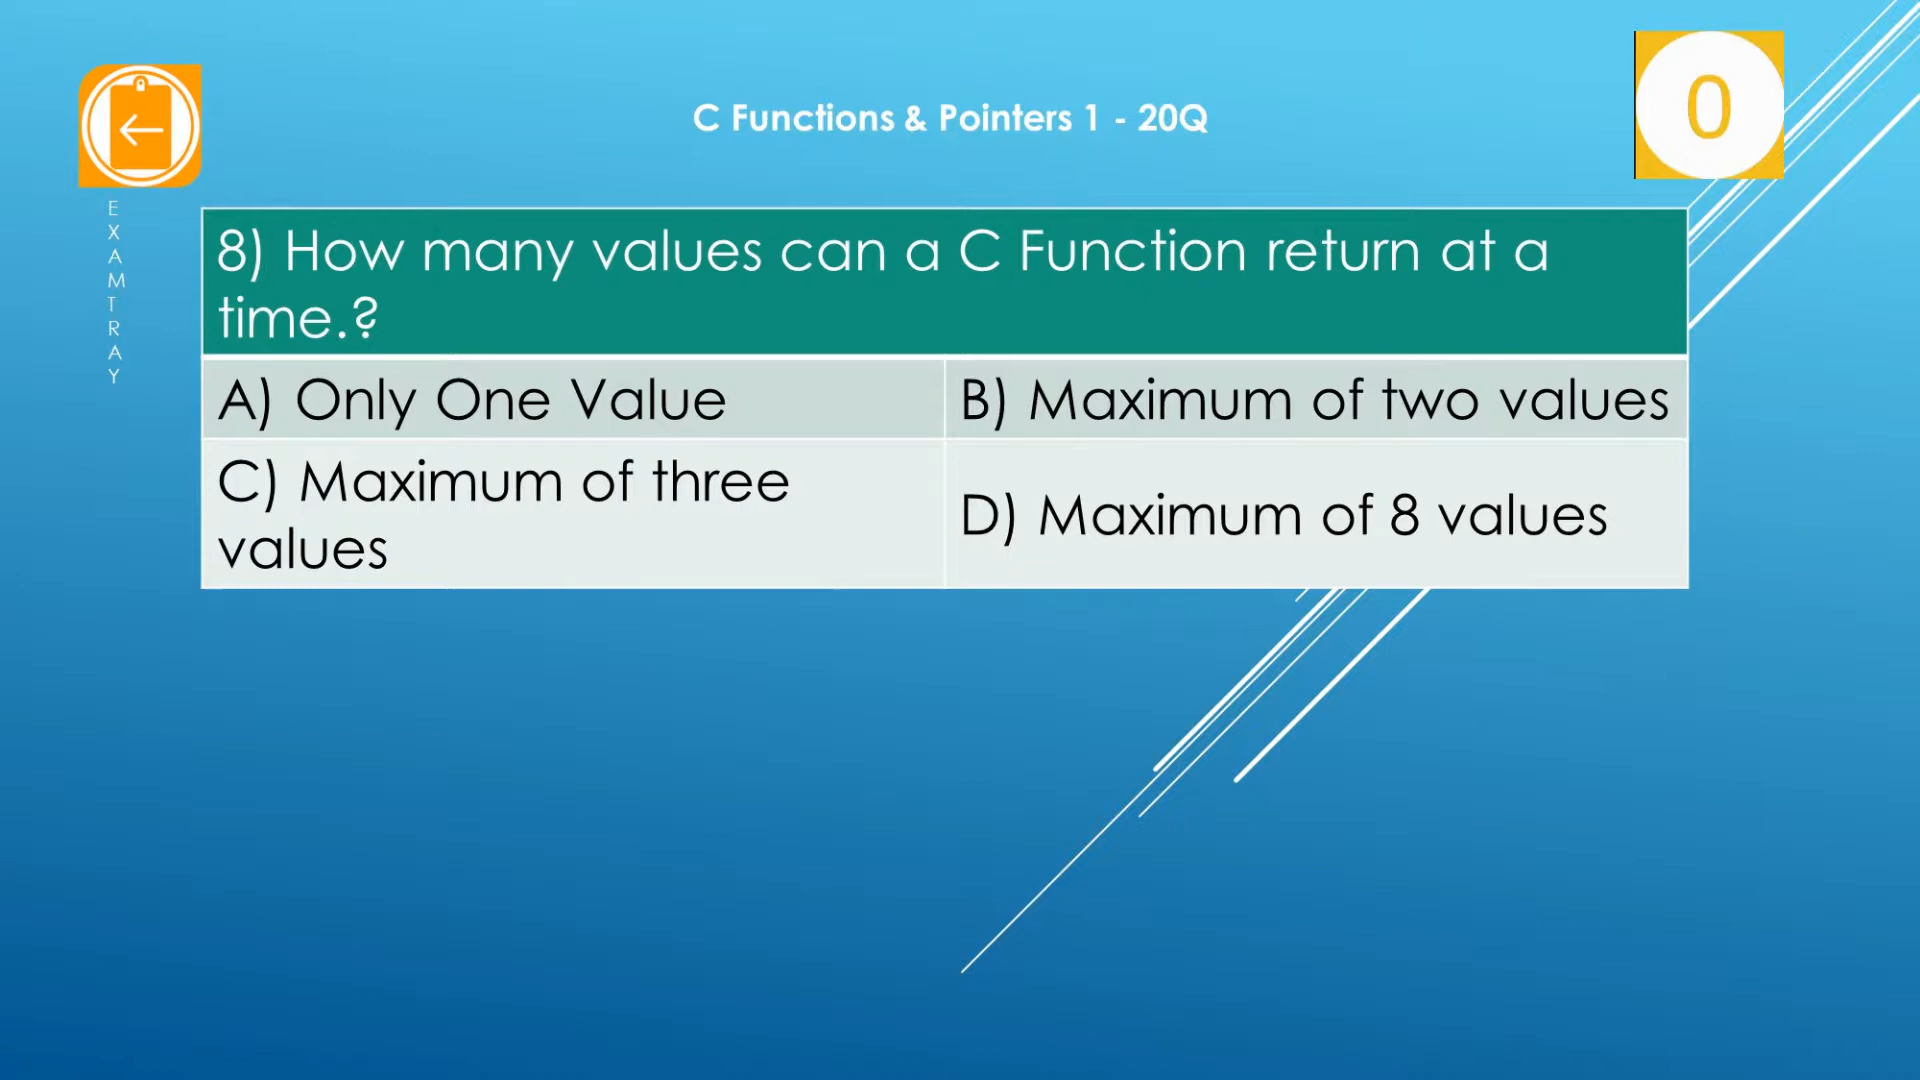 C Functions & Pointers 1 - 20Q
0
EXAMTRAY
8) How many values can a C Function return at a
time.?
A) Only One Value
B) Maximum of two values
C) Maximum of three
values
D) Maximum of 8 values